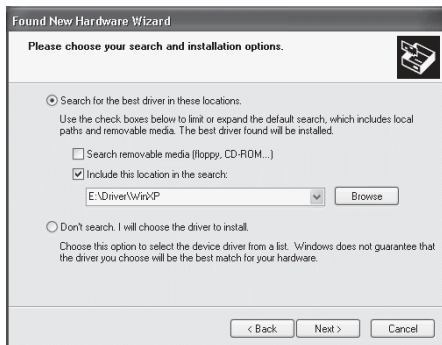 Found New Hardware Wizard
Please choose your search and installation options.
Search for the best driver in these locations.
Use the check boxes below to limit or expand the default search, which includes local
paths and removable media. The best driver found will be installed.
Search removable media (floppy, CD-ROM...)
Include this location in the search:
E:\Driver\WinXP
Browse
Don't search. I will choose the driver to install.
Choose this option to select the device driver from a list. Windows does not guarantee that
the driver you choose will be the best match for your hardware.
< Back
Next >
Cancel